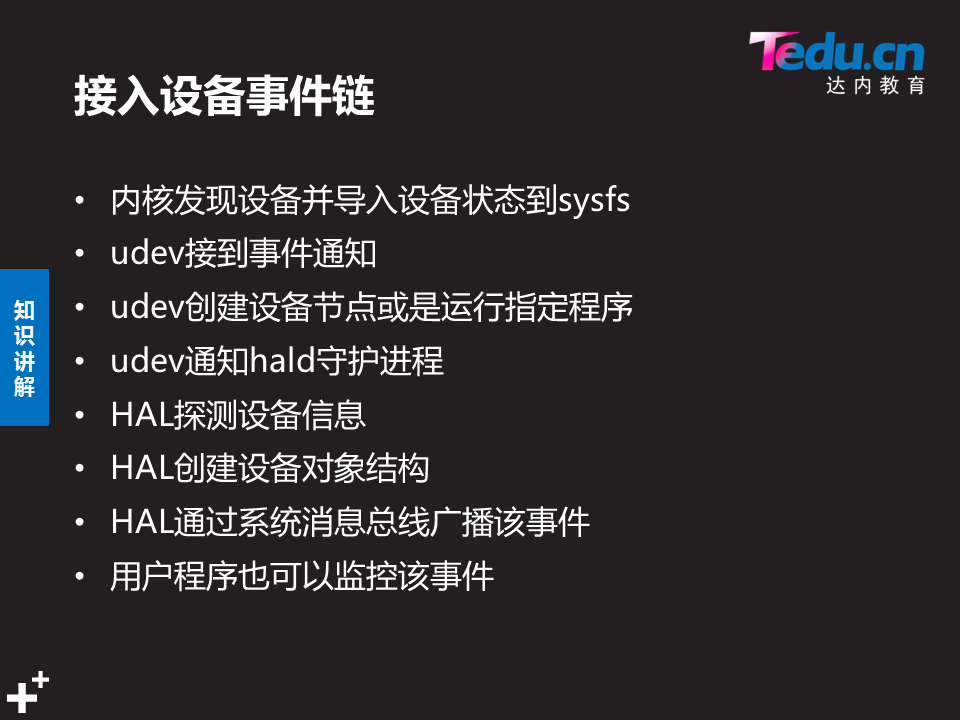 Tedu.cn
达内教育
接入设备事件链
• 内核发现设备并导入设备状态到sysfs
• udev接到事件通知
• udev创建设备节点或是运行指定程序
• udev通知hald守护进程
• HAL探测设备信息
• HAL创建设备对象结构
• HAL通过系统消息总线广播该事件
• 用户程序也可以监控该事件
知识讲解